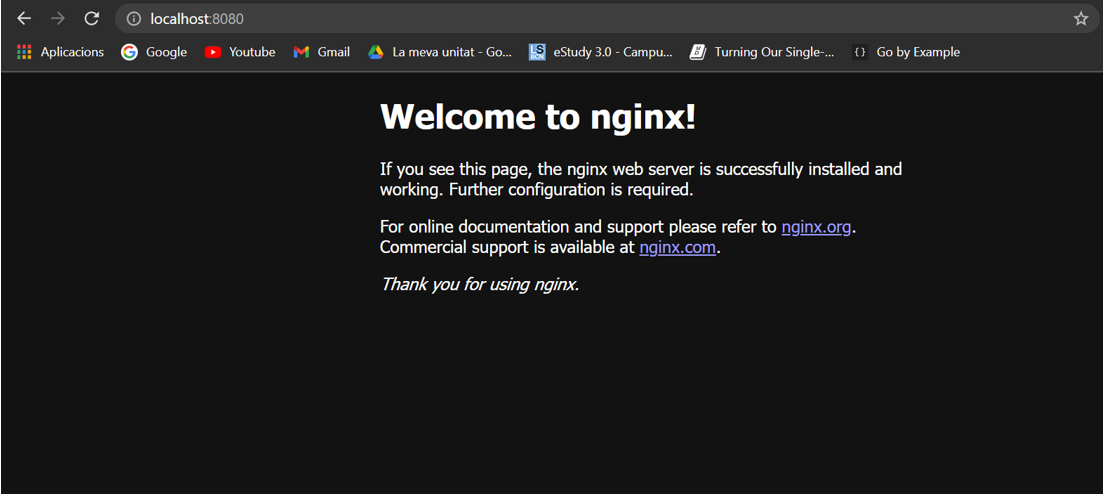 localhost:8080
Aplicacions Google Youtube Gmail La meva unitat - Go... LS BCN eStudy 3.0 - Campu... Turning Our Single-... {} Go by Example
Welcome to nginx!
If you see this page, the nginx web server is successfully installed and
working. Further configuration is required.
For online documentation and support please refer to nginx.org.
Commercial support is available at nginx.com.
Thank you for using nginx.